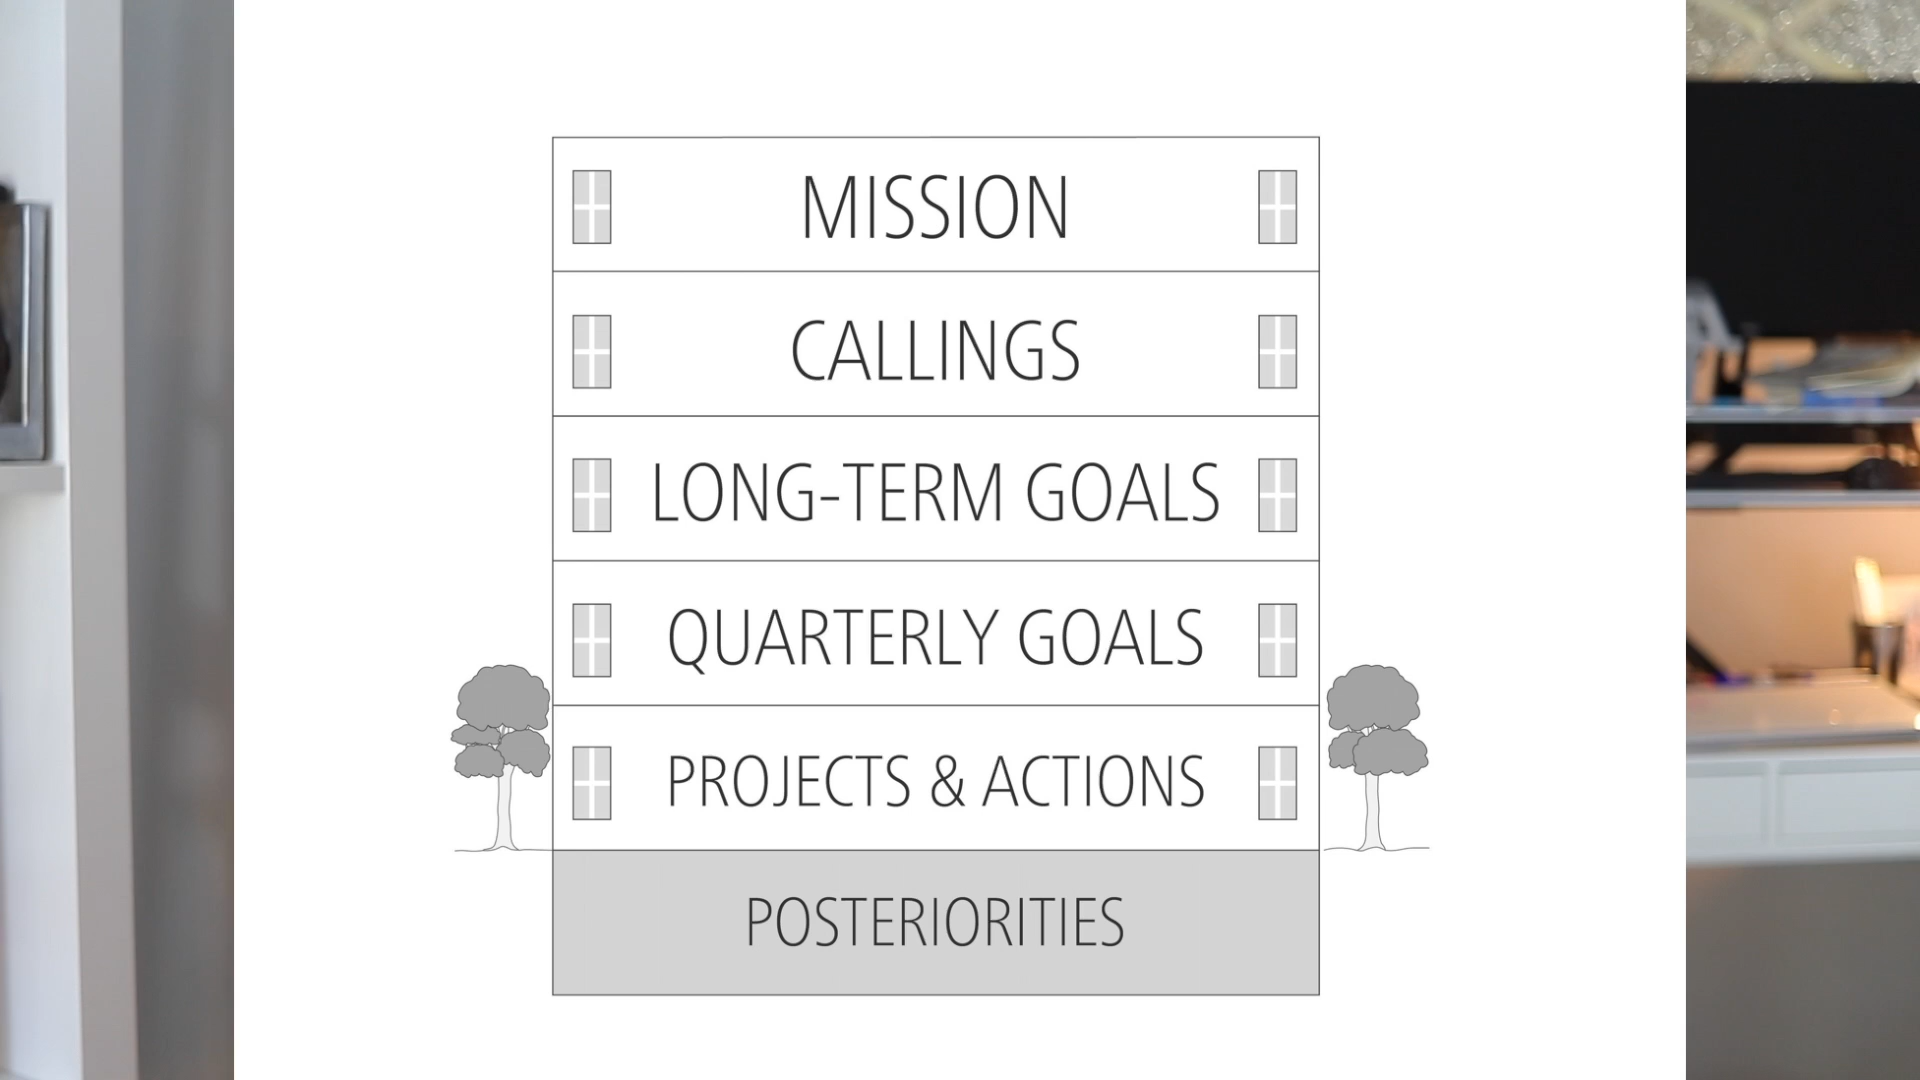 MISSION
CALLINGS
LONG-TERM GOALS
QUARTERLY GOALS
PROJECTS & ACTIONS
POSTERIORITIES